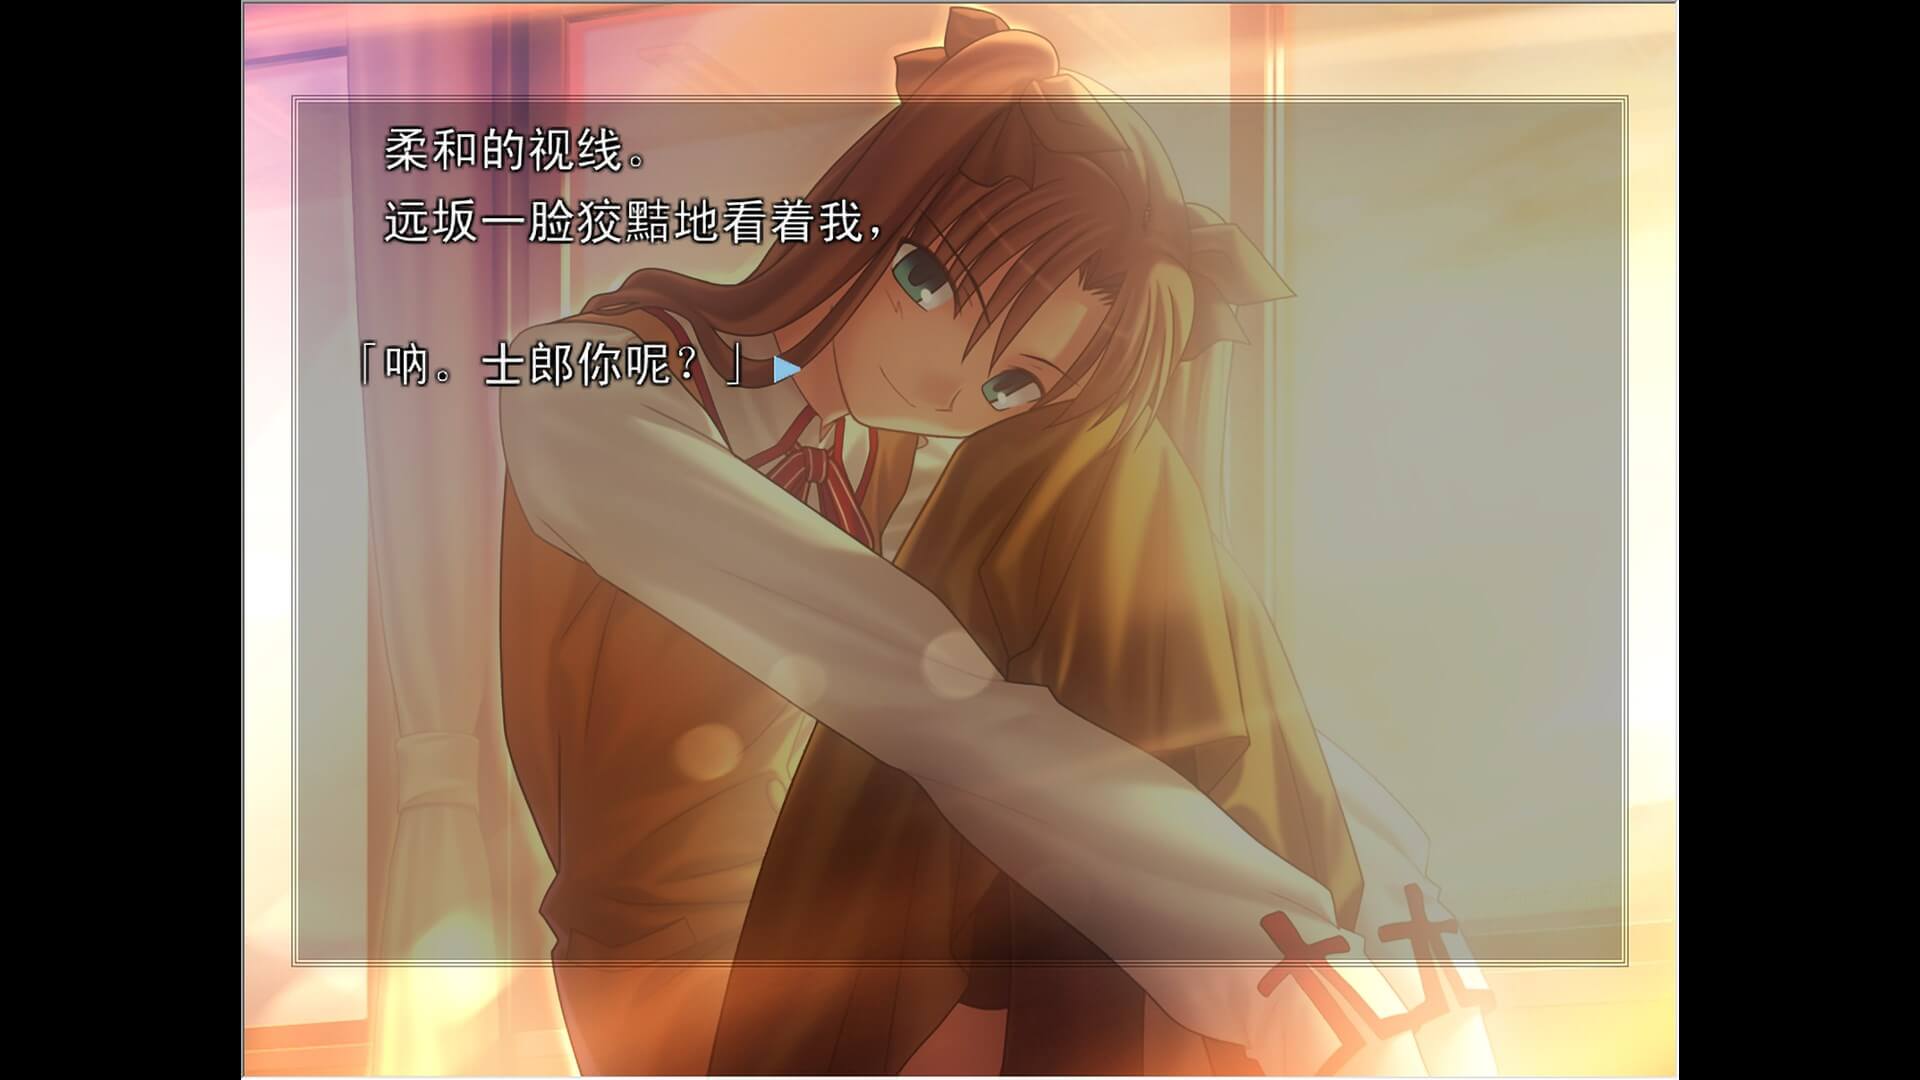 柔和的视线。
远坂一脸狡黠地看着我，
「呐。士郎你呢？」